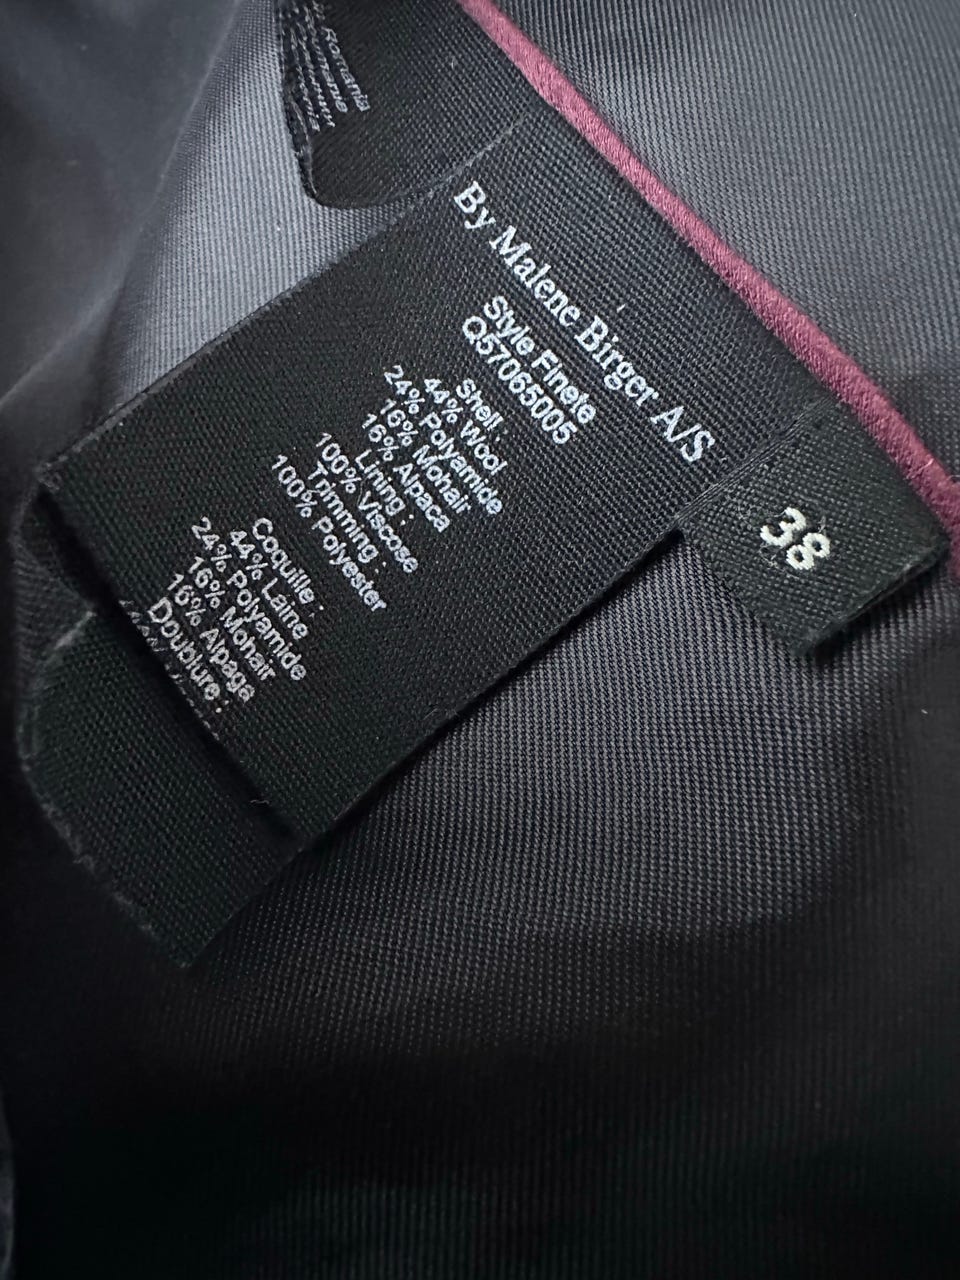 Romania
By Malene Birger A/S
Style Finete
Q57065005
Shell :
44% Wool
24% Polyamide
16% Mohair
16% Alpaca
Lining :
100% Viscose
Trimming :
100% Polyester
Coquille :
44% Laine
24% Polyamide
16% Mohair
16% Alpaga
Doublure :
38